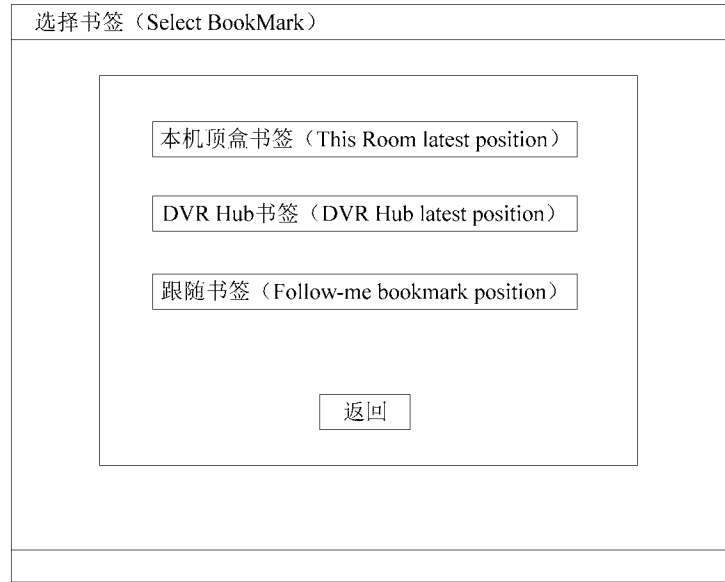 选择书签（Select BookMark）
本机顶盒书签（This Room latest position）
DVR Hub书签（DVR Hub latest position）
跟随书签（Follow-me bookmark position）
返回